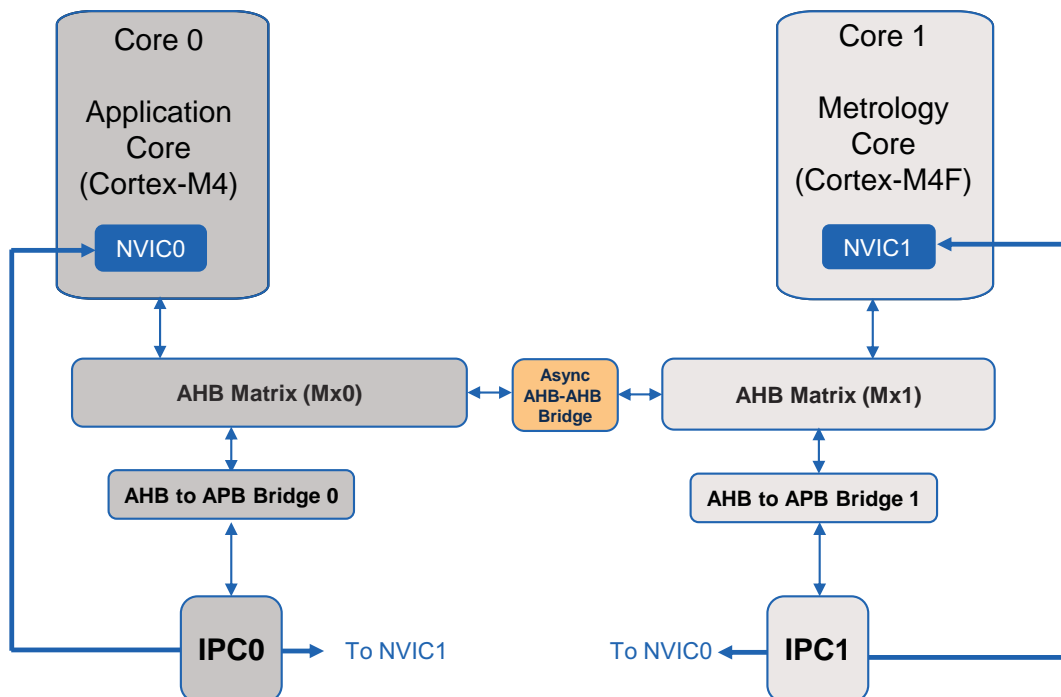 Core 0
Application
Core
(Cortex-M4)
NVIC0
Core 1
Metrology
Core
(Cortex-M4F)
NVIC1
AHB Matrix (Mx0)
Async
AHB-AHB
Bridge
AHB Matrix (Mx1)
AHB to APB Bridge 0
AHB to APB Bridge 1
IPC0
To NVIC1
To NVIC0
IPC1